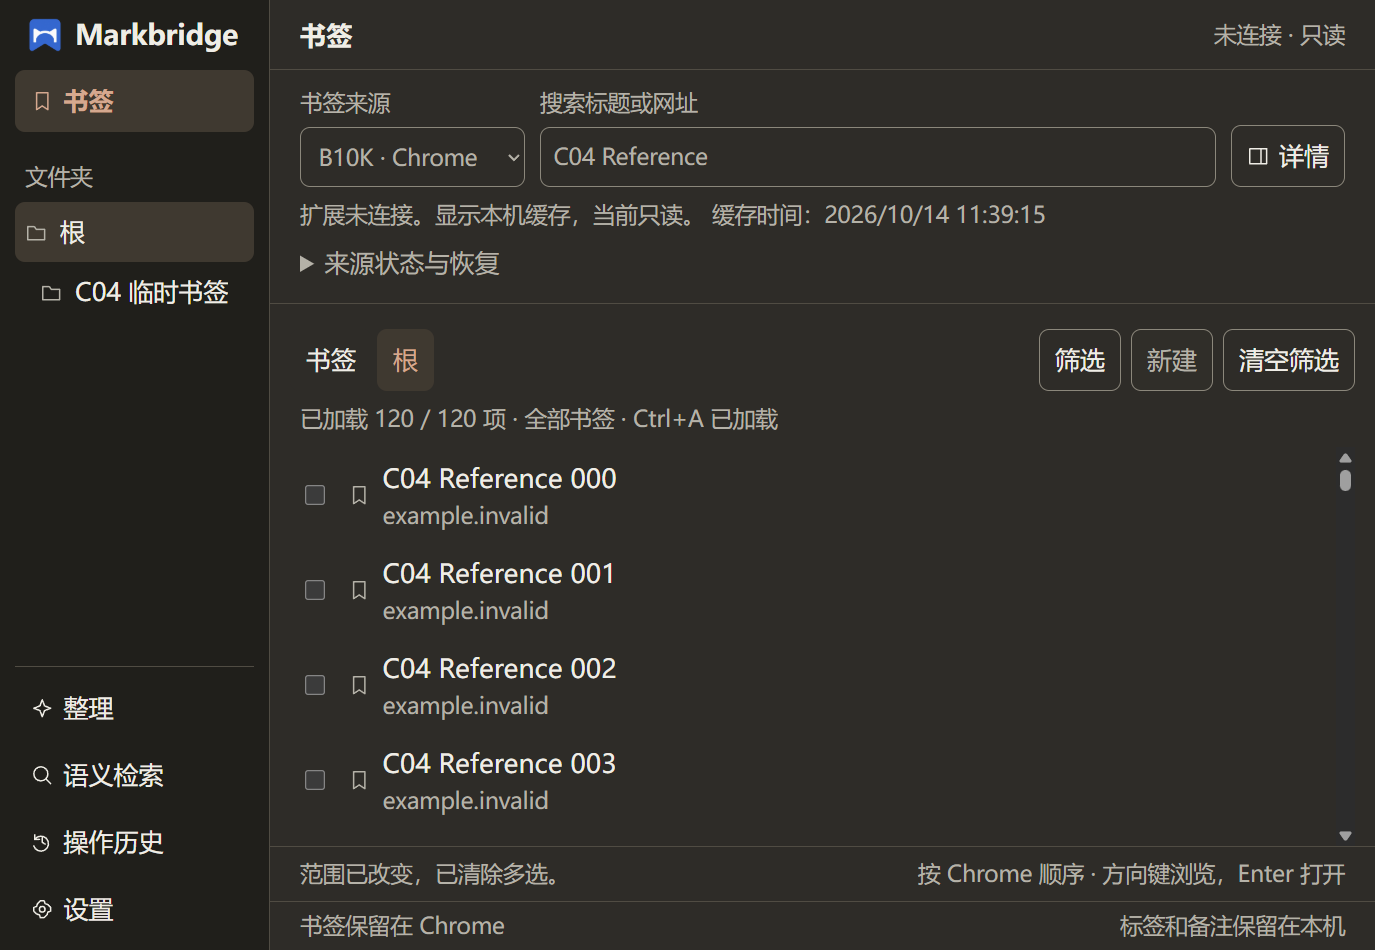 Markbridge
书签
文件夹
根
C04 临时书签
整理
语义检索
操作历史
设置
书签
未连接 · 只读
书签来源
搜索标题或网址
B10K · Chrome
C04 Reference
详情
扩展未连接。显示本机缓存，当前只读。 缓存时间：2026/10/14 11:39:15
来源状态与恢复
书签 根
筛选 新建 清空筛选
已加载 120 / 120 项 · 全部书签 · Ctrl+A 已加载
C04 Reference 000
example.invalid
C04 Reference 001
example.invalid
C04 Reference 002
example.invalid
C04 Reference 003
example.invalid
范围已改变，已清除多选。
按 Chrome 顺序 · 方向键浏览，Enter 打开
书签保留在 Chrome
标签和备注保留在本机